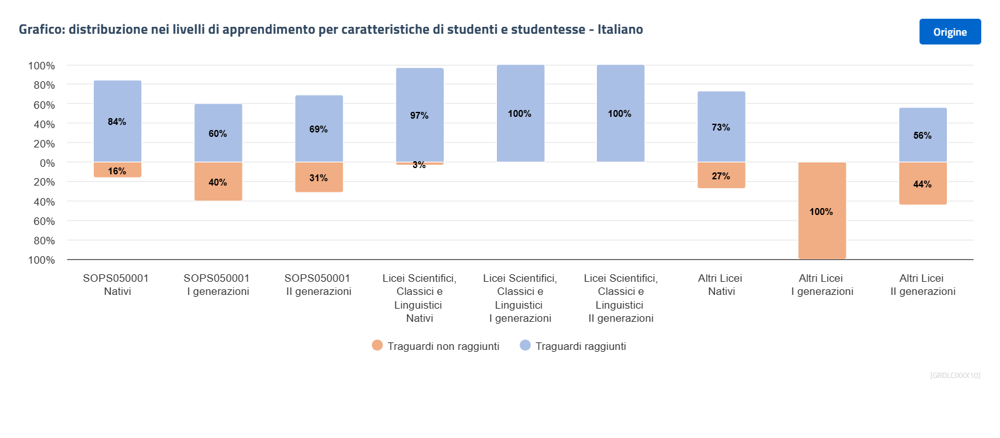 Grafico: distribuzione nei livelli di apprendimento per caratteristiche di studenti e studentesse - Italiano
Origine
100%
80%
60%
40%
20%
0%
20%
40%
60%
80%
100%
84%
16%
60%
40%
69%
31%
97%
3%
100%
100%
73%
27%
100%
56%
44%
SOPS050001
Nativi
SOPS050001
I generazioni
SOPS050001
II generazioni
Licei Scientifici,
Classici e
Linguistici
Nativi
Licei Scientifici,
Classici e
Linguistici
I generazioni
Licei Scientifici,
Classici e
Linguistici
II generazioni
Altri Licei
Nativi
Altri Licei
I generazioni
Altri Licei
II generazioni
Traguardi non raggiunti
Traguardi raggiunti
[GRDLCIXXX10]